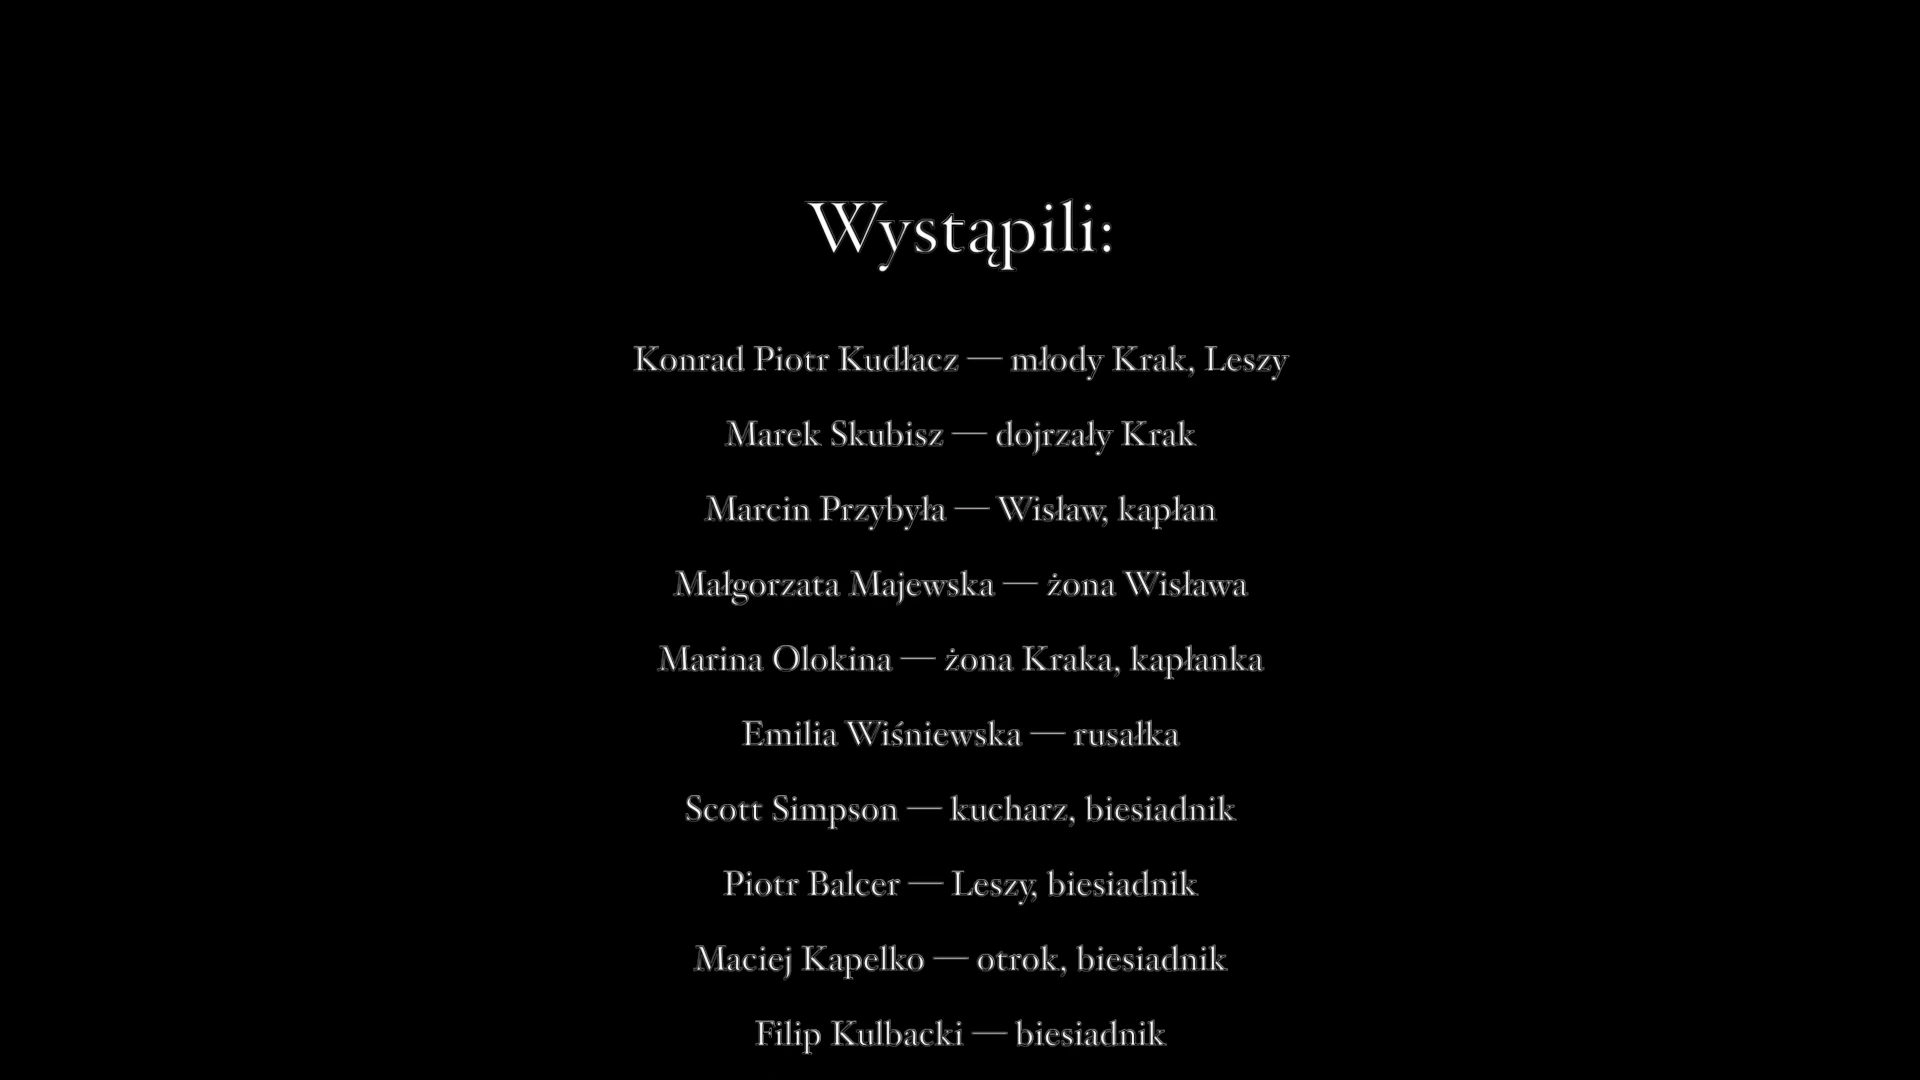 Wystąpili:
Konrad Piotr Kudłacz — młody Krak, Leszy
Marek Skubisz — dojrzały Krak
Marcin Przybyła — Wisław, kapłan
Małgorzata Majewska — żona Wisława
Marina Olokina — żona Kraka, kapłanka
Emilia Wiśniewska — rusałka
Scott Simpson — kucharz, biesiadnik
Piotr Balcer — Leszy, biesiadnik
Maciej Kapelko — otrok, biesiadnik
Filip Kulbacki — biesiadnik